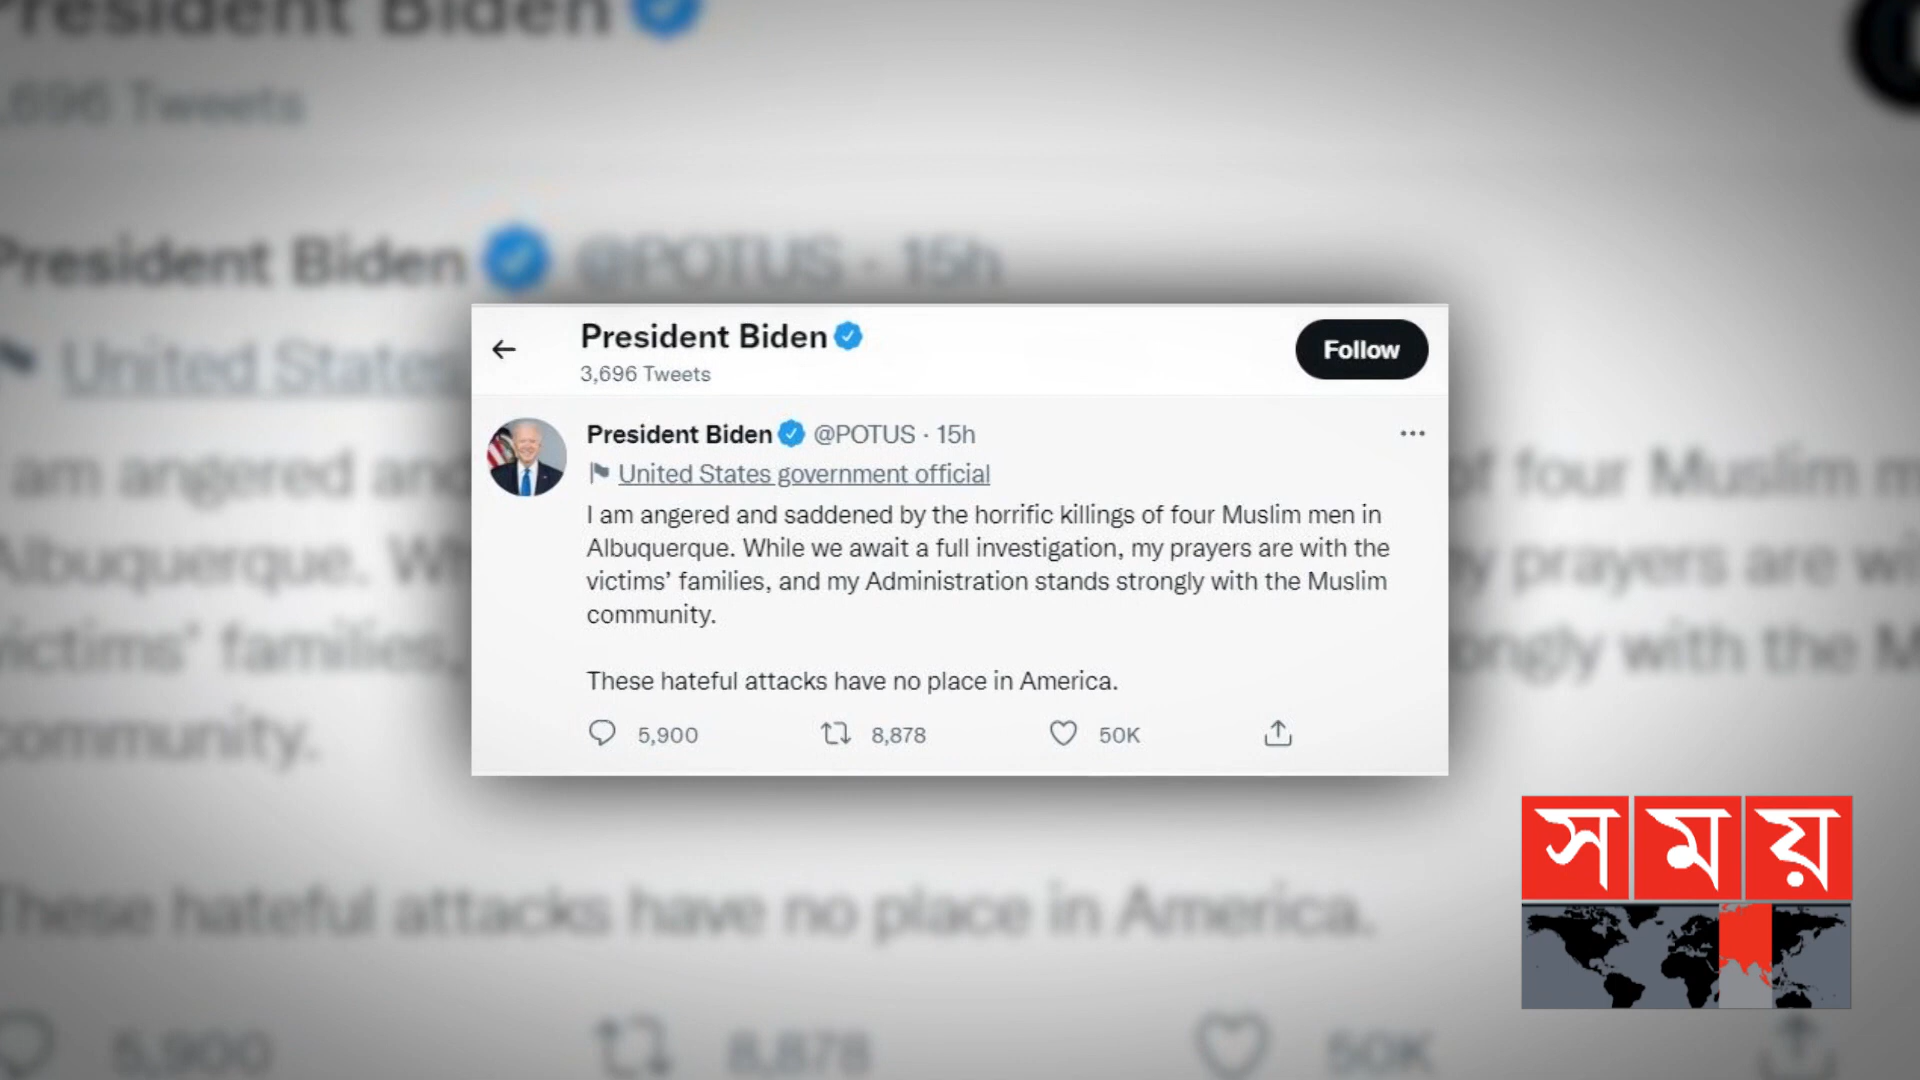 President Biden
3,696 Tweets
Follow
President Biden @POTUS · 15h
United States government official
I am angered and saddened by the horrific killings of four Muslim men in
Albuquerque. While we await a full investigation, my prayers are with the
victims’ families, and my Administration stands strongly with the Muslim
community.
These hateful attacks have no place in America.
5,900 8,878 50K
সময়